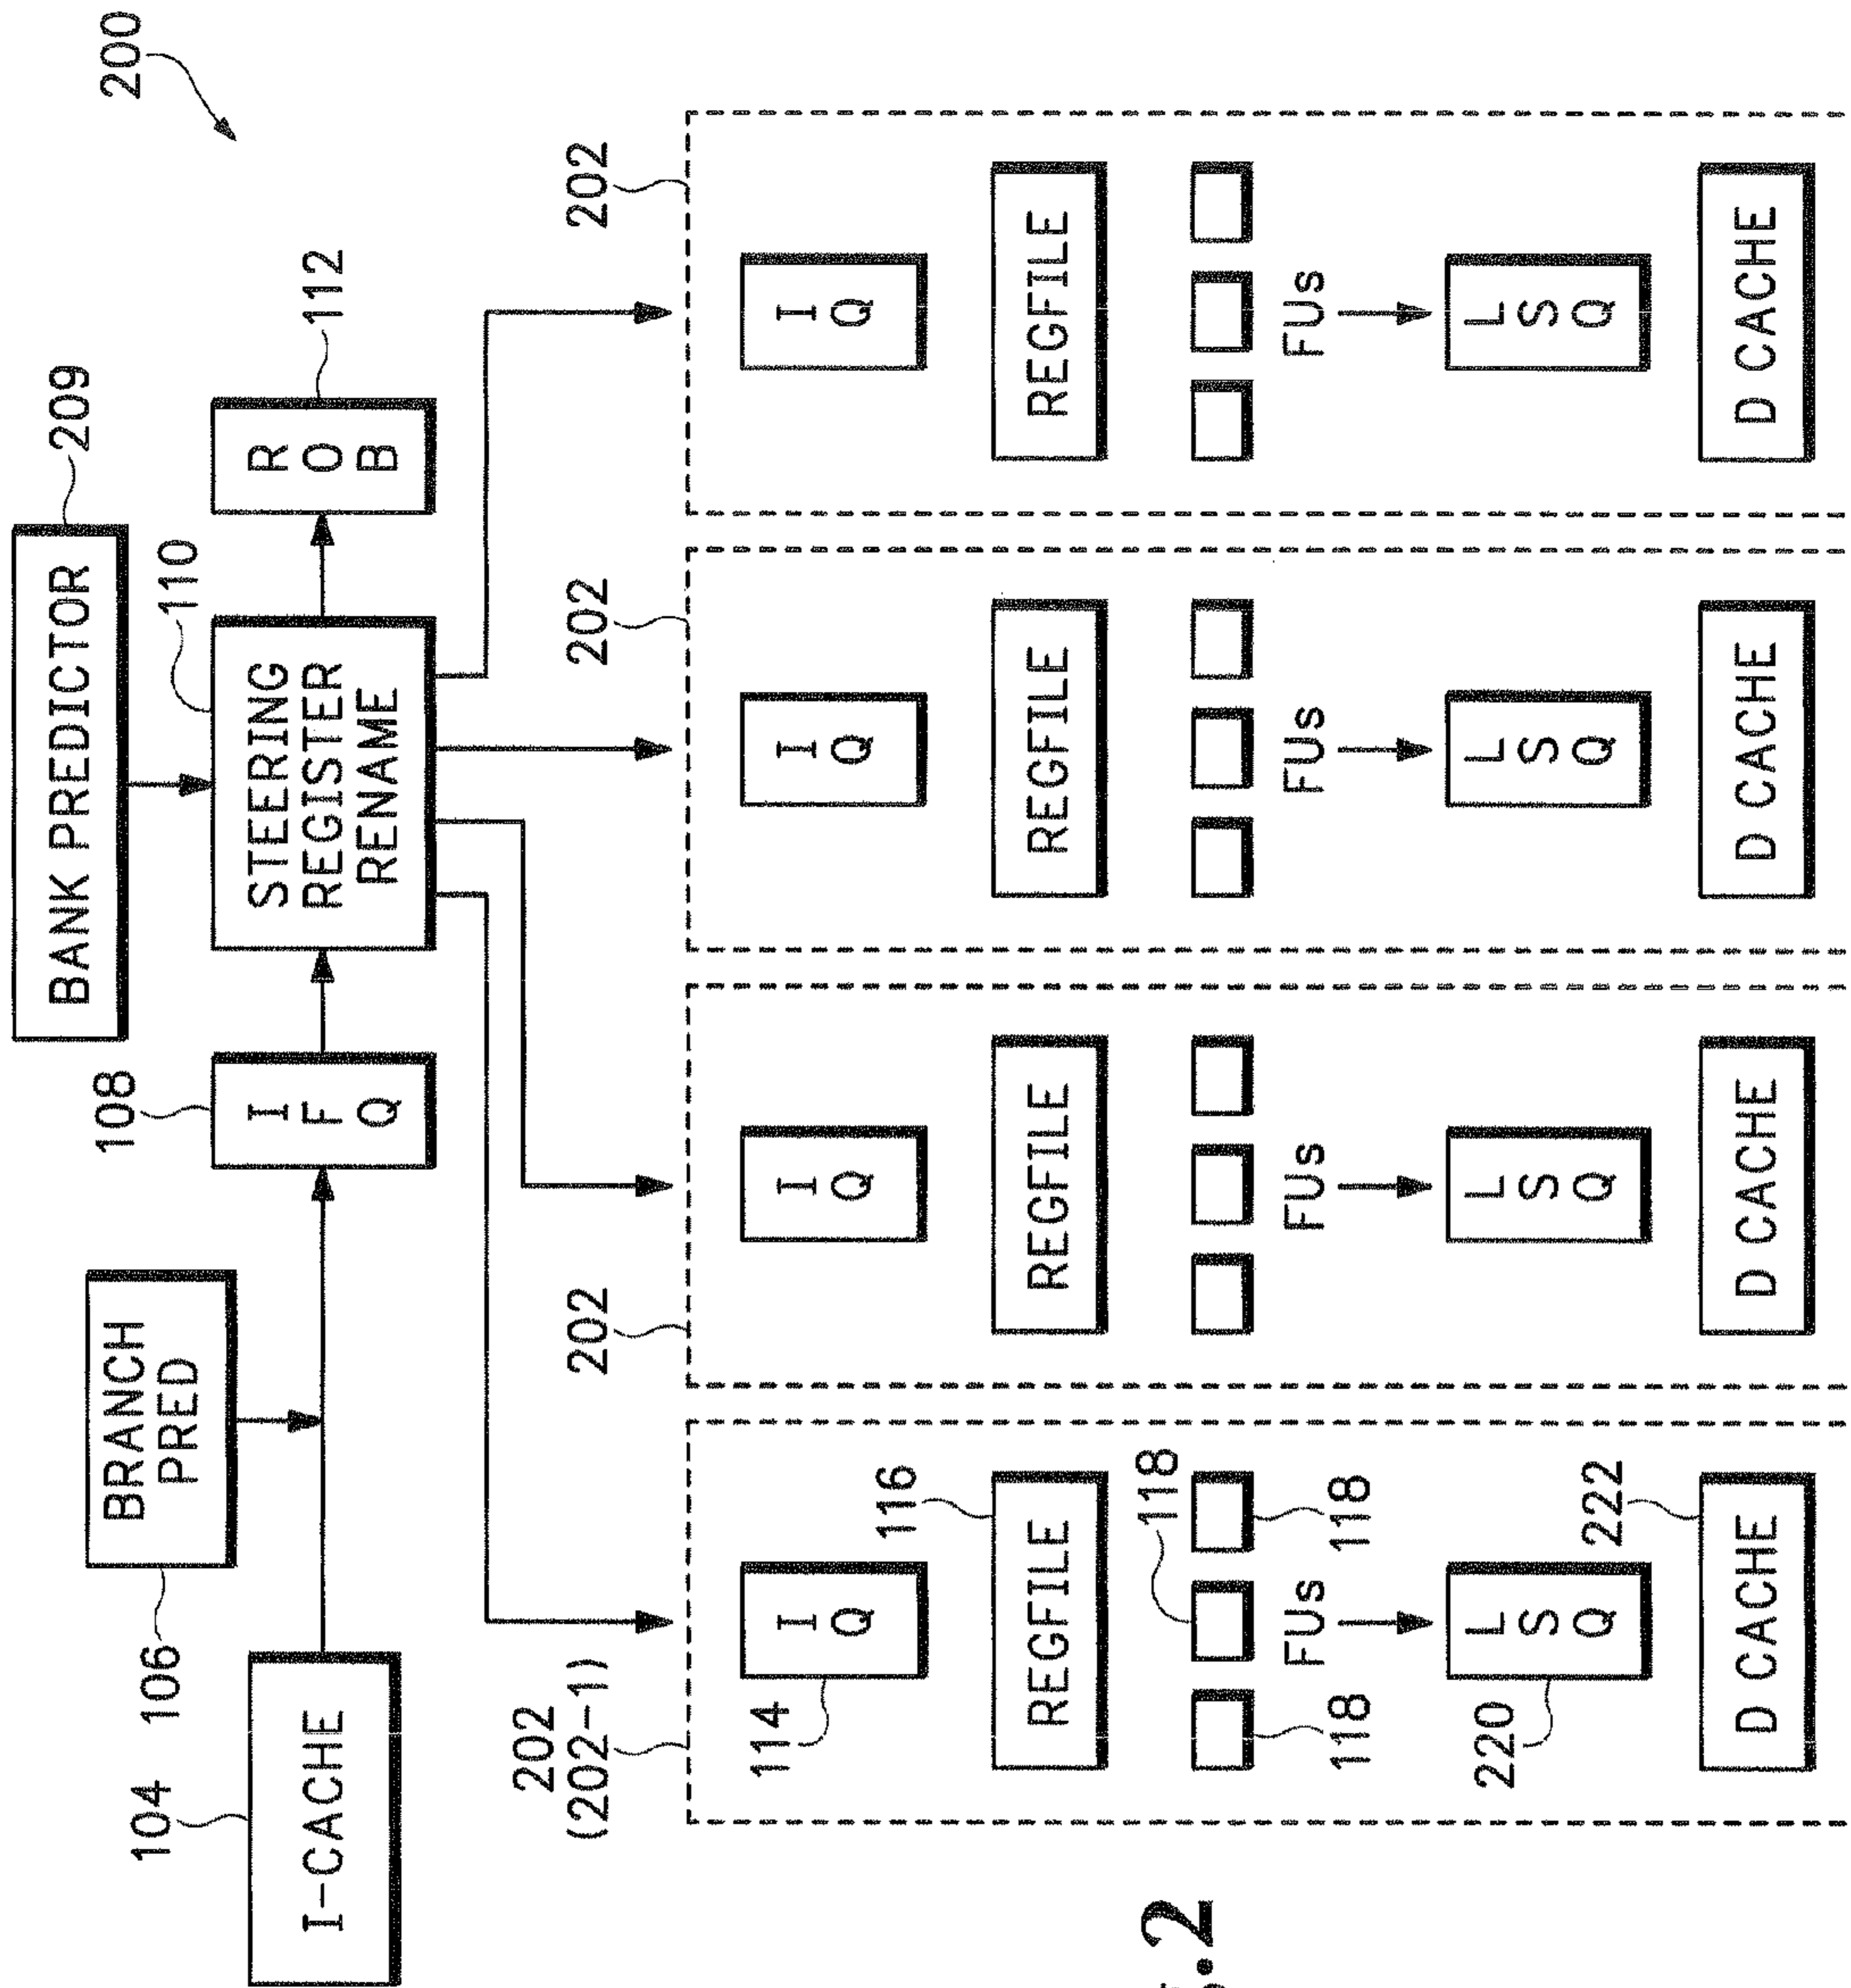 200
BANK PREDICTOR
209
BRANCH
PRED
106
108
110
112
104
I-CACHE
I
F
Q
STEERING
REGISTER
RENAME
R
O
B
202
(202-1)
202
202
202
I
Q
114
I
Q
I
Q
I
Q
116
REGFILE
REGFILE
REGFILE
REGFILE
118
118
118
FUs
FUs
FUs
FUs
220
L
S
Q
L
S
Q
L
S
Q
L
S
Q
222
D CACHE
D CACHE
D CACHE
D CACHE
.2